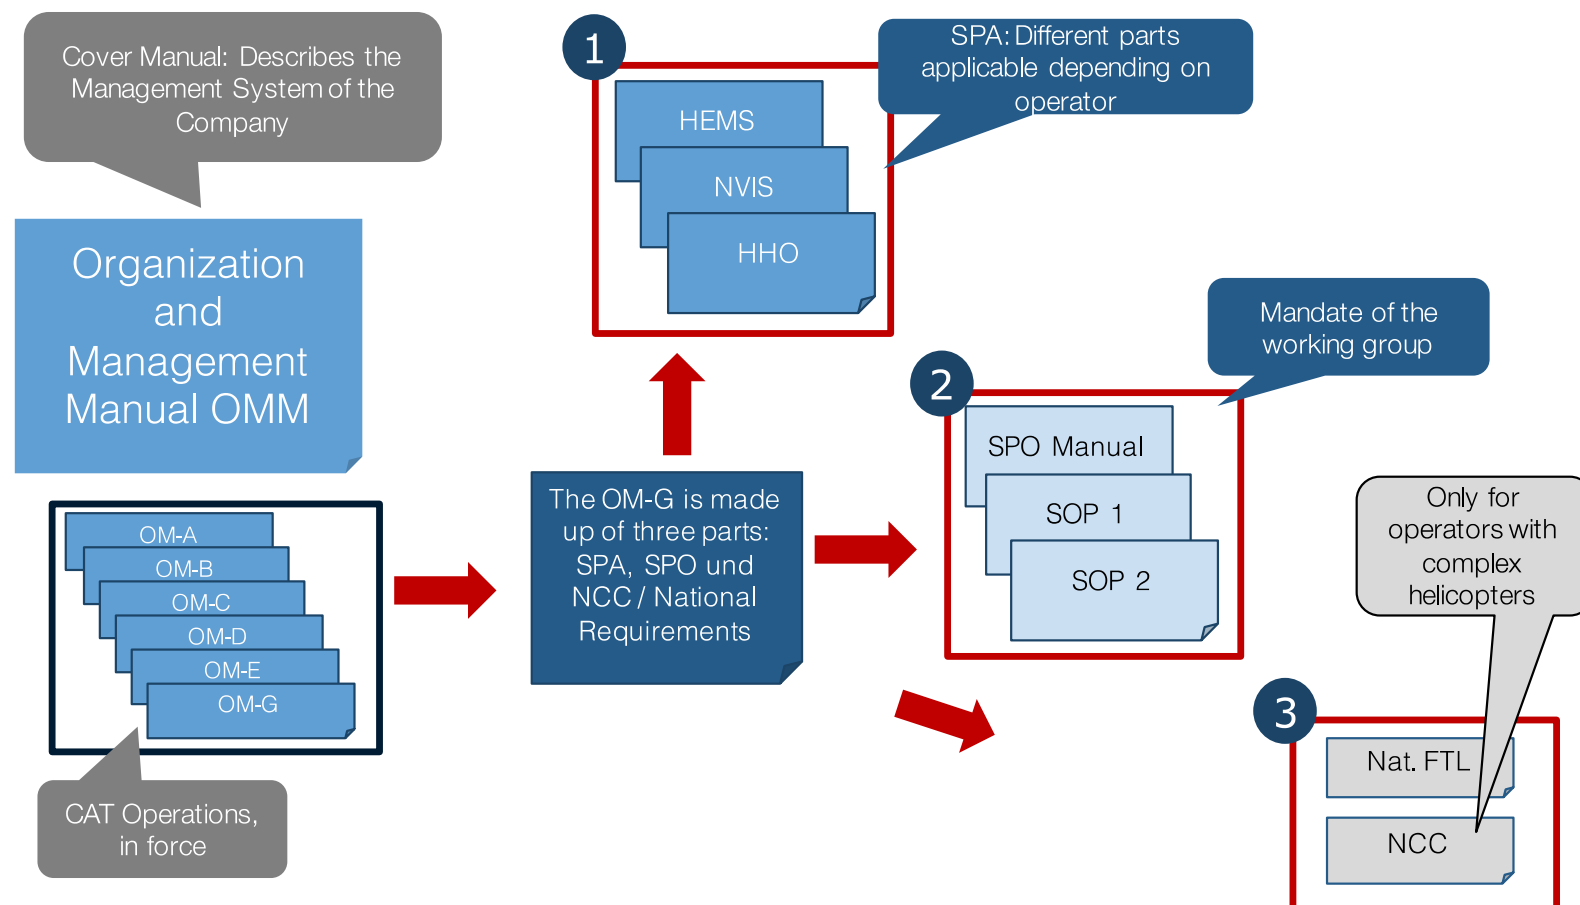 Cover Manual: Describes the
Management System of the
Company
Organization
and
Management
Manual OMM
OM-A
OM-B
OM-C
OM-D
OM-E
OM-G
CAT Operations,
in force
The OM-G is made
up of three parts:
SPA, SPO und
NCC / National
Requirements
1
SPA: Different parts
applicable depending on
operator
HEMS
NVIS
HHO
2
Mandate of the
working group
SPO Manual
SOP 1
SOP 2
3
Only for
operators with
complex
helicopters
Nat. FTL
NCC